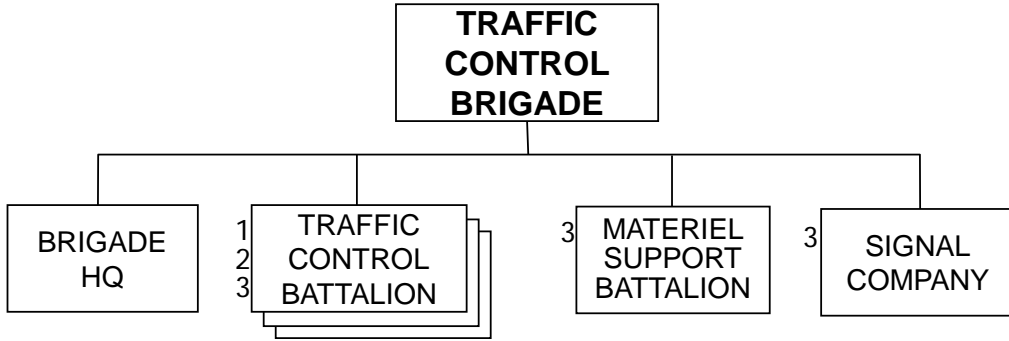 TRAFFIC
CONTROL
BRIGADE
BRIGADE
HQ
1
2
3
TRAFFIC
CONTROL
BATTALION
3
MATERIEL
SUPPORT
BATTALION
3
SIGNAL
COMPANY